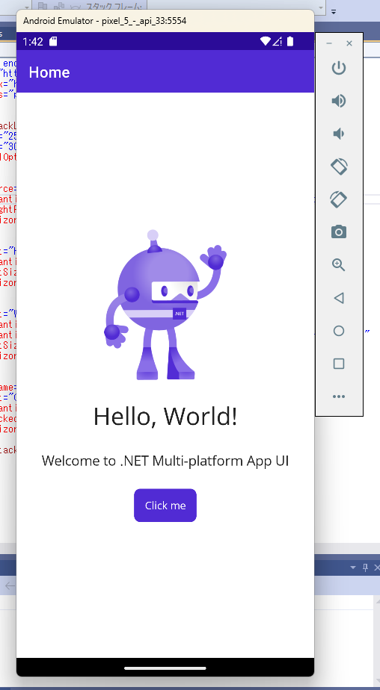 スタック フレーム:
Android Emulator - pixel_5_-_api_33:5554
1:42
Home
.NET
Hello, World!
Welcome to .NET Multi-platform App UI
Click me